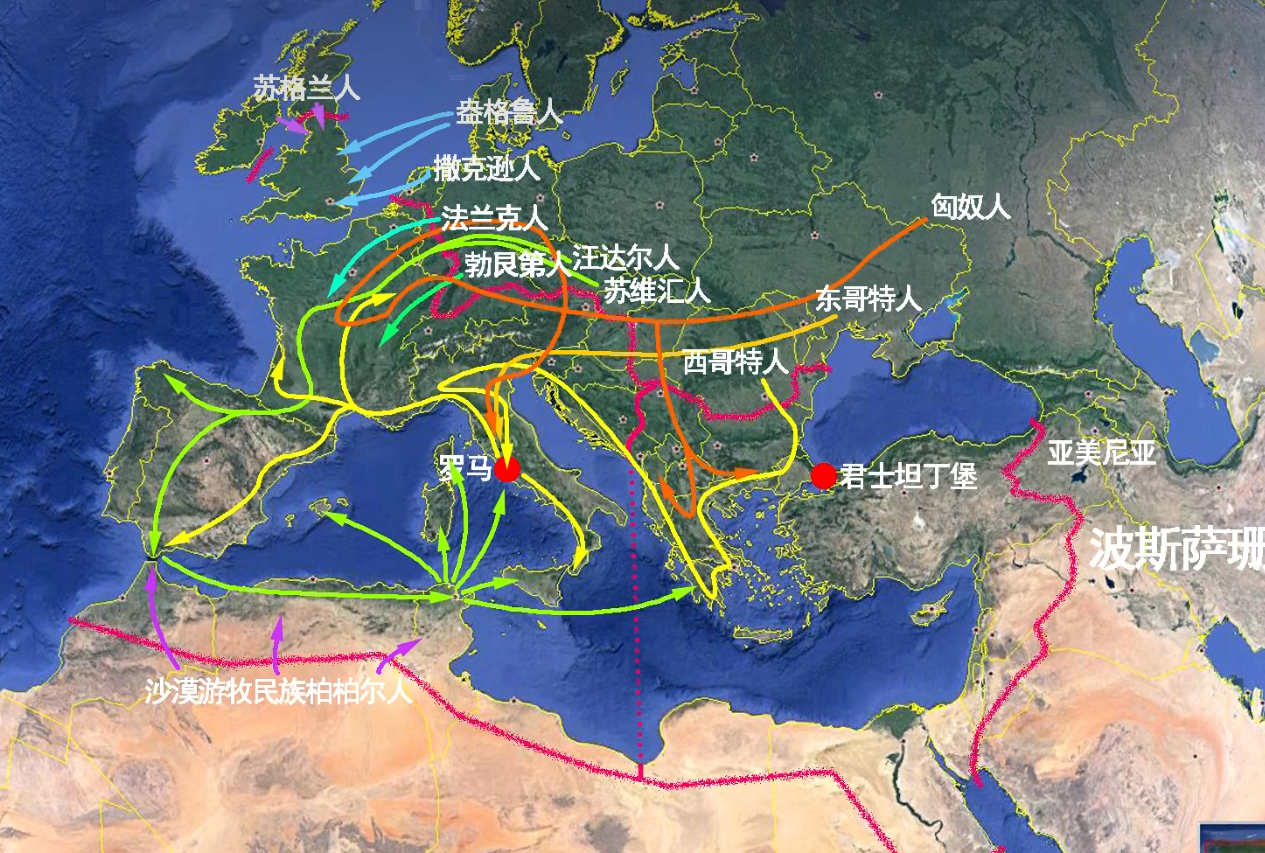 苏格兰人
盎格鲁人
撒克逊人
法兰克人
匈奴人
勃艮第人
汪达尔人
苏维汇人
东哥特人
西哥特人
罗马
君士坦丁堡
亚美尼亚
波斯萨珊
沙漠游牧民族柏柏尔人